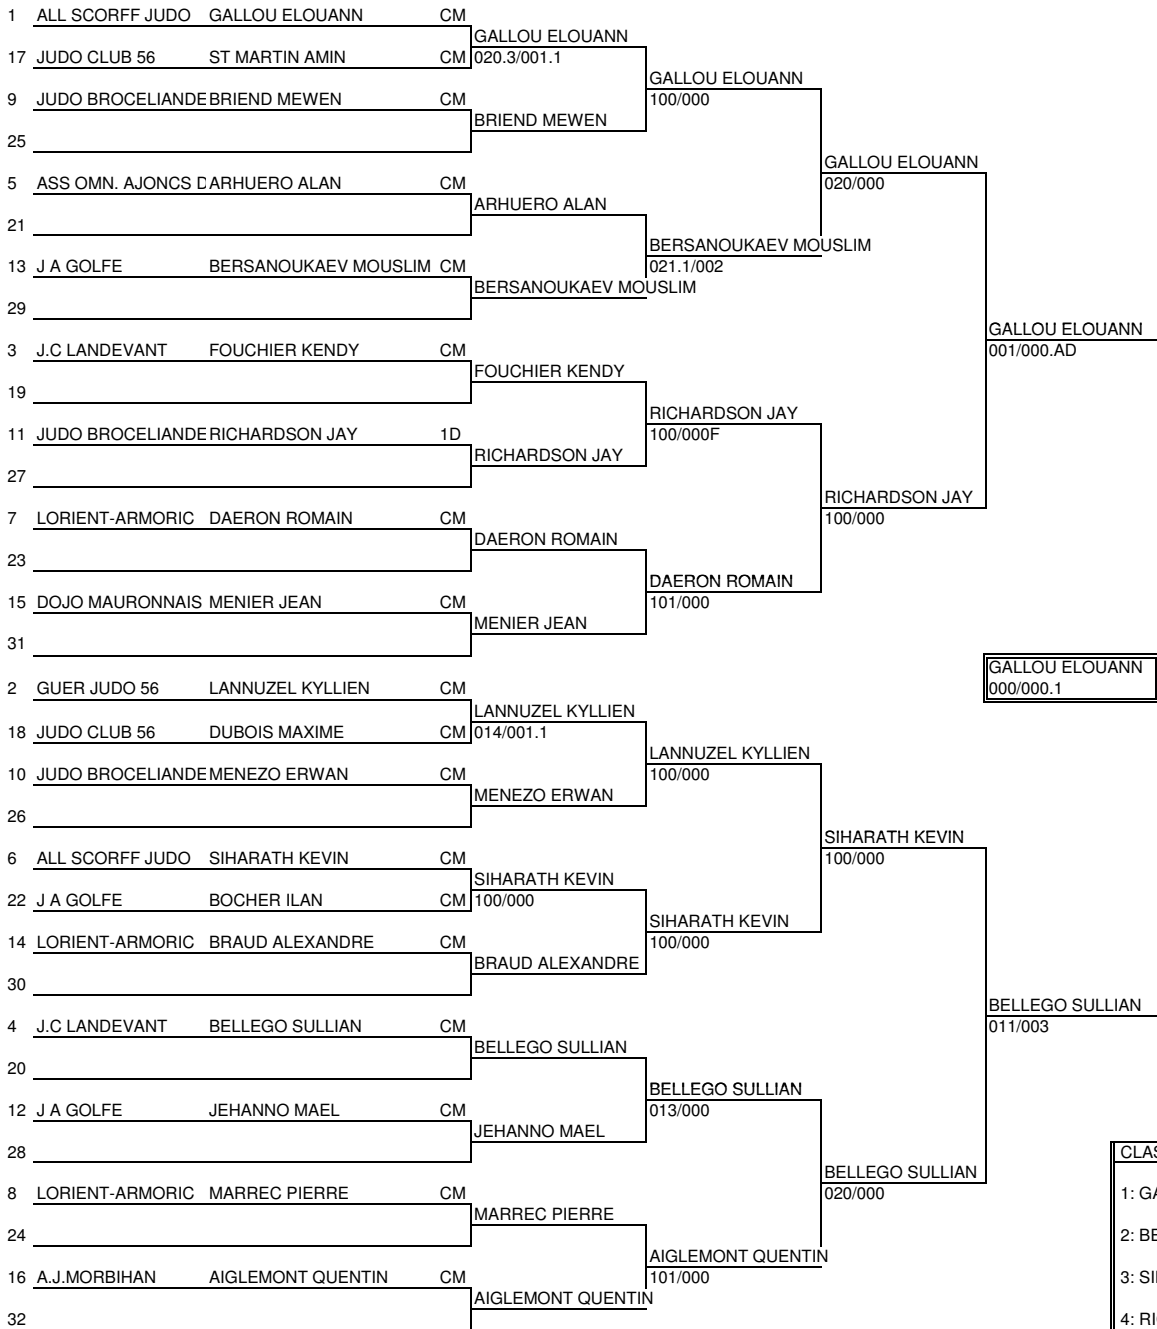 1 ALL SCORFF JUDO GALLOU ELOUANN CM
GALLOU ELOUANN
17 JUDO CLUB 56 ST MARTIN AMIN CM 020.3/001.1
GALLOU ELOUANN
9 JUDO BROCELIANDE BRIEND MEWEN CM 100/000
BRIEND MEWEN
25
GALLOU ELOUANN
5 ASS OMN. AJONCS D ARHUERO ALAN CM 020/000
ARHUERO ALAN
21
BERSANOUKAEV MOUSLIM
13 J A GOLFE BERSANOUKAEV MOUSLIM CM 021.1/002
BERSANOUKAEV MOUSLIM
29
GALLOU ELOUANN
3 J.C LANDEVANT FOUCHIER KENDY CM 001/000.AD
FOUCHIER KENDY
19
RICHARDSON JAY
11 JUDO BROCELIANDE RICHARDSON JAY 1D 100/000F
RICHARDSON JAY
27
RICHARDSON JAY
7 LORIENT-ARMORIC DAERON ROMAIN CM 100/000
DAERON ROMAIN
23
DAERON ROMAIN
15 DOJO MAURONNAIS MENIER JEAN CM 101/000
MENIER JEAN
31
GALLOU ELOUANN
2 GUER JUDO 56 LANNUZEL KYLLIEN CM 000/000.1
LANNUZEL KYLLIEN
18 JUDO CLUB 56 DUBOIS MAXIME CM 014/001.1
LANNUZEL KYLLIEN
10 JUDO BROCELIANDE MENEZO ERWAN CM 100/000
MENEZO ERWAN
26
SIHARATH KEVIN
6 ALL SCORFF JUDO SIHARATH KEVIN CM 100/000
SIHARATH KEVIN
22 J A GOLFE BOCHER ILAN CM 100/000
SIHARATH KEVIN
14 LORIENT-ARMORIC BRAUD ALEXANDRE CM 100/000
BRAUD ALEXANDRE
30
BELLEGO SULLIAN
4 J.C LANDEVANT BELLEGO SULLIAN CM 011/003
BELLEGO SULLIAN
20
BELLEGO SULLIAN
12 J A GOLFE JEHANNO MAEL CM 013/000
JEHANNO MAEL
28 CLAS
BELLEGO SULLIAN
8 LORIENT-ARMORIC MARREC PIERRE CM 020/000 1: GA
MARREC PIERRE
24 2: BE
AIGLEMONT QUENTIN
16 A.J.MORBIHAN AIGLEMONT QUENTIN CM 101/000 3: SI
AIGLEMONT QUENTIN
32 4: RI